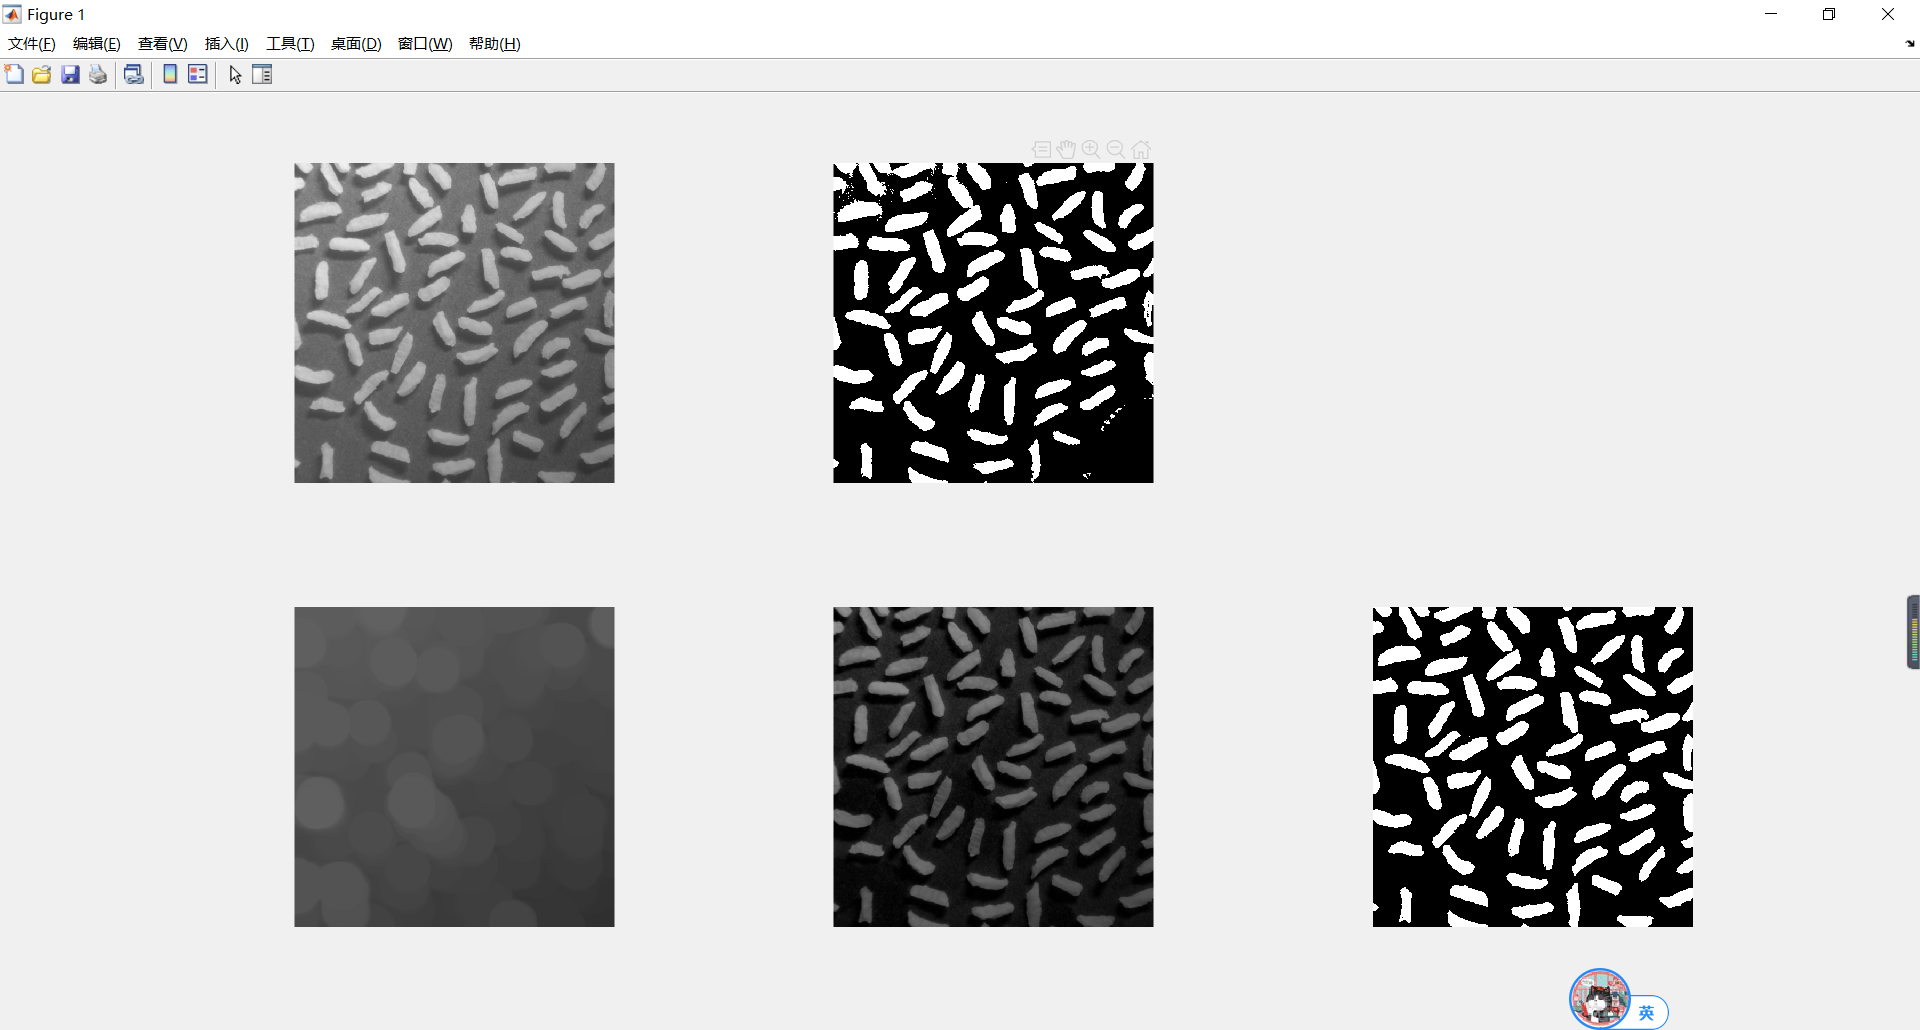 Figure 1
文件(F) 编辑(E) 查看(V) 插入(I) 工具(T) 桌面(D) 窗口(W) 帮助(H)
英